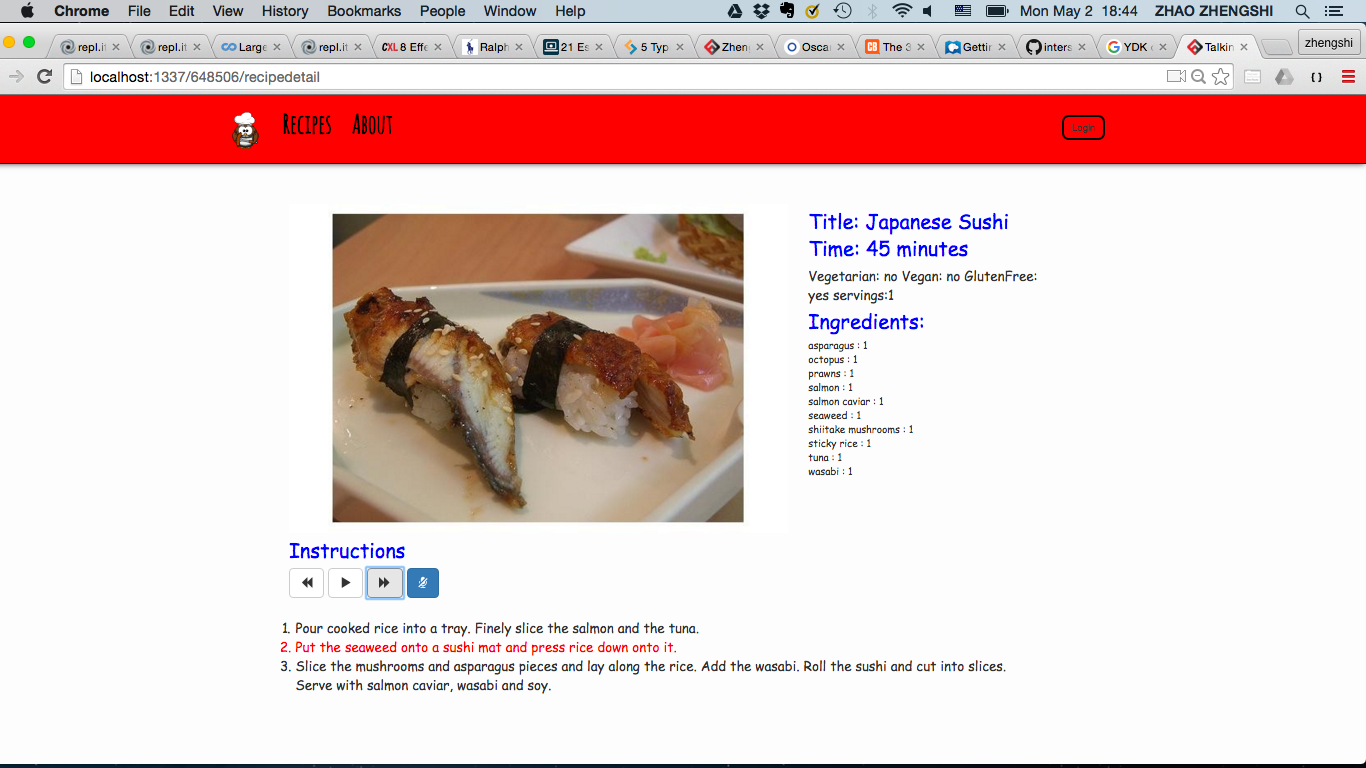 Chrome File Edit View History Bookmarks People Window Help Mon May 2 18:44 ZHAO ZHENGSHI
repl.it repl.it Large repl.it CXL 8 Effe Ralph 21 Es 5 Typ Zhen Oscar CB The 3 Gettin inters YDK Talkin zhengshi
localhost:1337/648506/recipedetail
Recipes About Login
Title: Japanese Sushi
Time: 45 minutes
Vegetarian: no Vegan: no GlutenFree:
yes servings:1
Ingredients:
asparagus : 1
octopus : 1
prawns : 1
salmon : 1
salmon caviar : 1
seaweed : 1
shiitake mushrooms : 1
sticky rice : 1
tuna : 1
wasabi : 1
Instructions
1. Pour cooked rice into a tray. Finely slice the salmon and the tuna.
2. Put the seaweed onto a sushi mat and press rice down onto it.
3. Slice the mushrooms and asparagus pieces and lay along the rice. Add the wasabi. Roll the sushi and cut into slices.
Serve with salmon caviar, wasabi and soy.